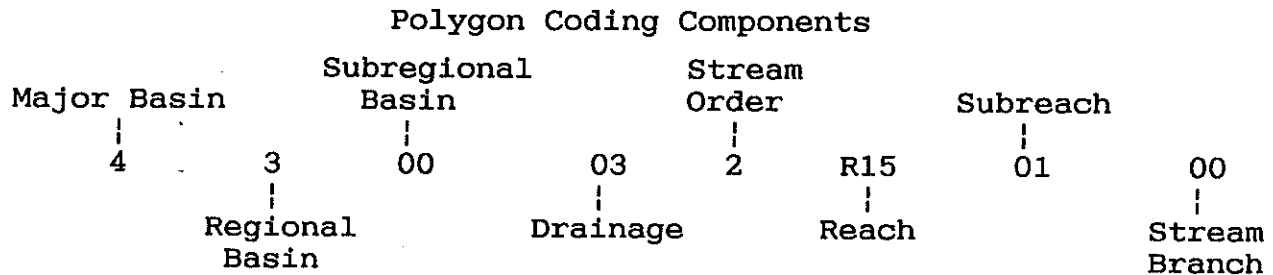 Polygon Coding Components
Subregional Stream
Major Basin Basin Order Subreach
4 3 00 03 2 R15 01 00
Regional Drainage Reach Stream
Basin Branch